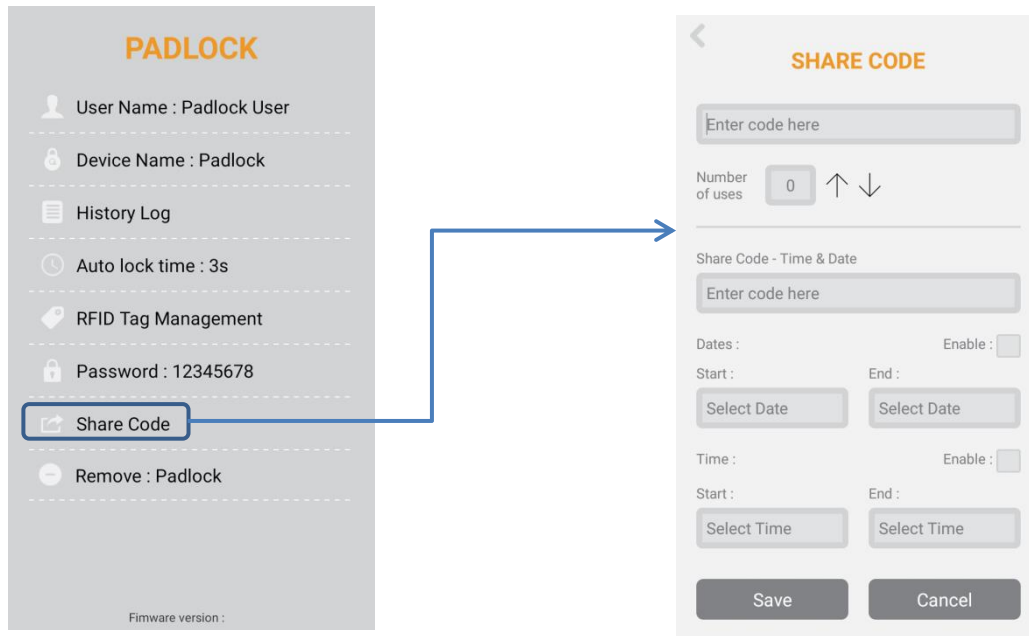 PADLOCK
User Name : Padlock User
Device Name : Padlock
History Log
Auto lock time : 3s
RFID Tag Management
Password : 12345678
Share Code
Remove : Padlock
Fimware version :
SHARE CODE
Enter code here
Number
of uses
0
Share Code - Time & Date
Enter code here
Dates :
Enable :
Start :
End :
Select Date
Select Date
Time :
Enable :
Start :
End :
Select Time
Select Time
Save
Cancel